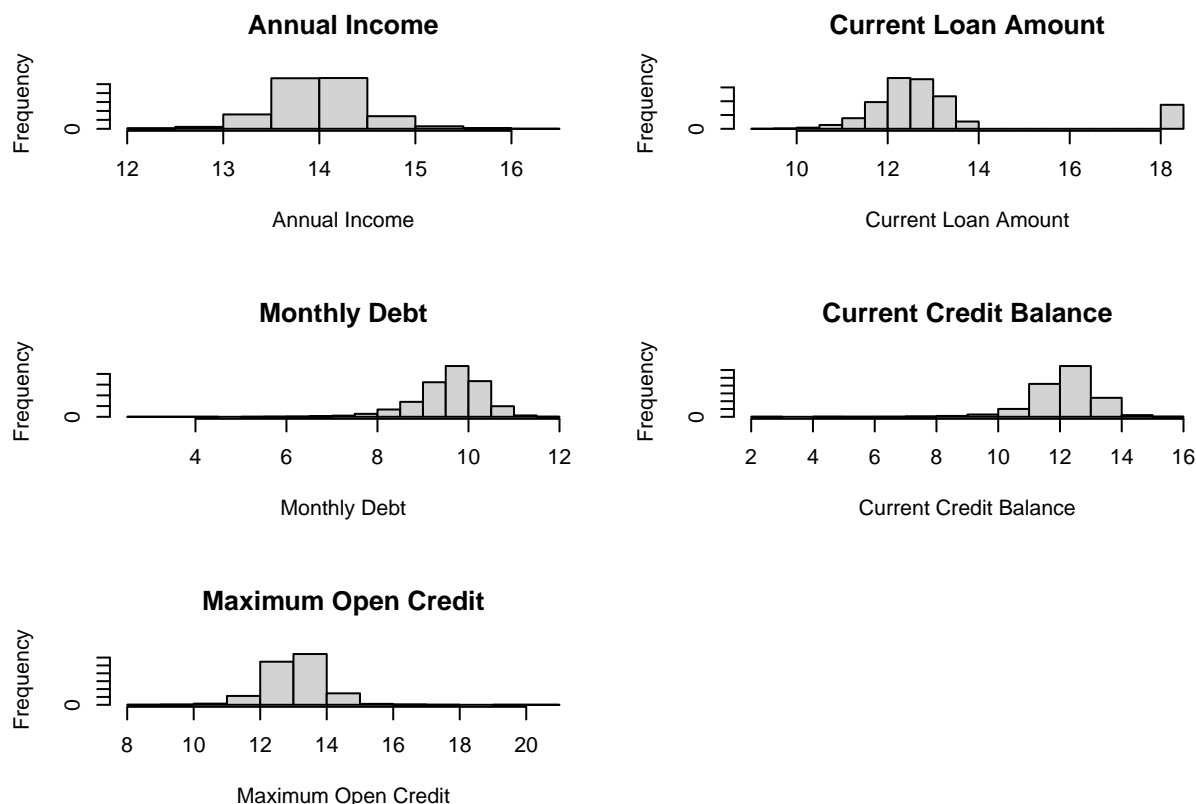 Annual Income
Frequency
0
12 13 14 15 16
Annual Income
Current Loan Amount
Frequency
0
10 12 14 16 18
Current Loan Amount
Monthly Debt
Frequency
0
4 6 8 10 12
Monthly Debt
Current Credit Balance
Frequency
0
2 4 6 8 10 12 14 16
Current Credit Balance
Maximum Open Credit
Frequency
0
8 10 12 14 16 18 20
Maximum Open Credit